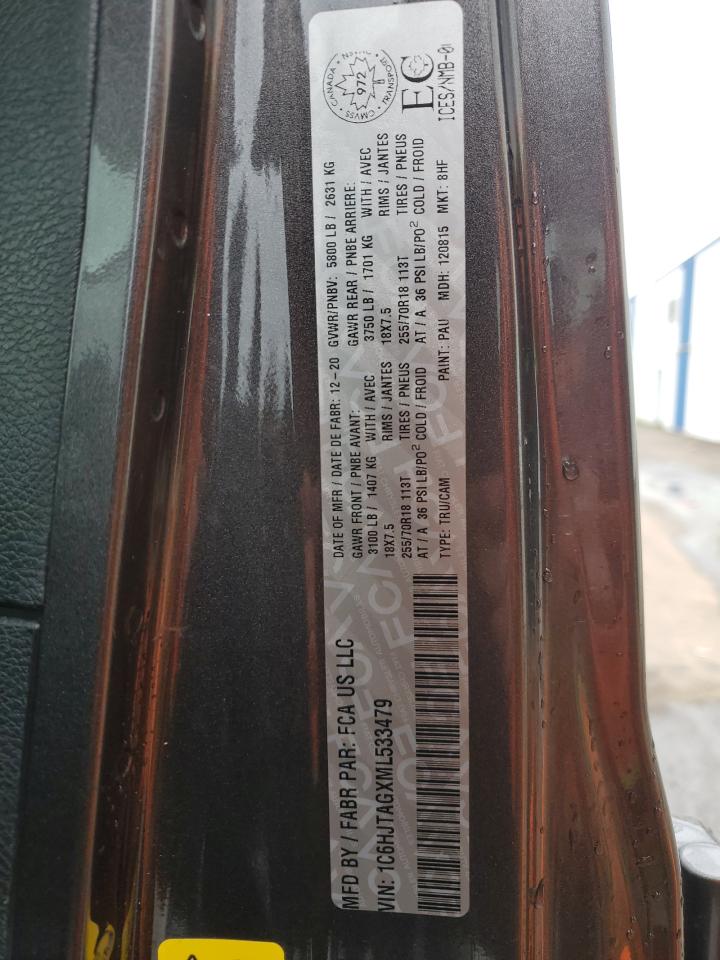 MFD BY / FABR PAR: FCA US LLC
DATE OF MFR / DATE DE FABR: 12-20 GVWR/PNBV: 5800 LB / 2631 KG
GAWR FRONT / PNBE AVANT: GAWR REAR / PNBE ARRIERE:
3100 LB / 1407 KG WITH / AVEC 3750 LB / 1701 KG WITH / AVEC
18X7.5 RIMS / JANTES 18X7.5 RIMS / JANTES
255/70R18 113T TIRES / PNEUS 255/70R18 113T TIRES / PNEUS
AT / A 36 PSI LB/PO² COLD / FROID AT / A 36 PSI LB/PO² COLD / FROID
VIN: 1C6HJTAGXML533479 TYPE: TRU/CAM PAINT: PAU MDH: 120815 MKT: 8HF
CANADA
972
CMVSS
TRANSPO
EC
ICES/NMB-0